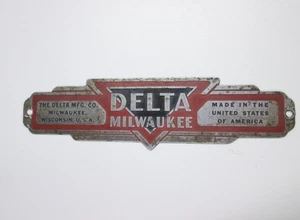 THE DELTA MFG. CO.
MILWAUKEE,
WISCONSIN, U.S.A.
DELTA
MILWAUKEE
MADE IN THE
UNITED STATES
OF AMERICA